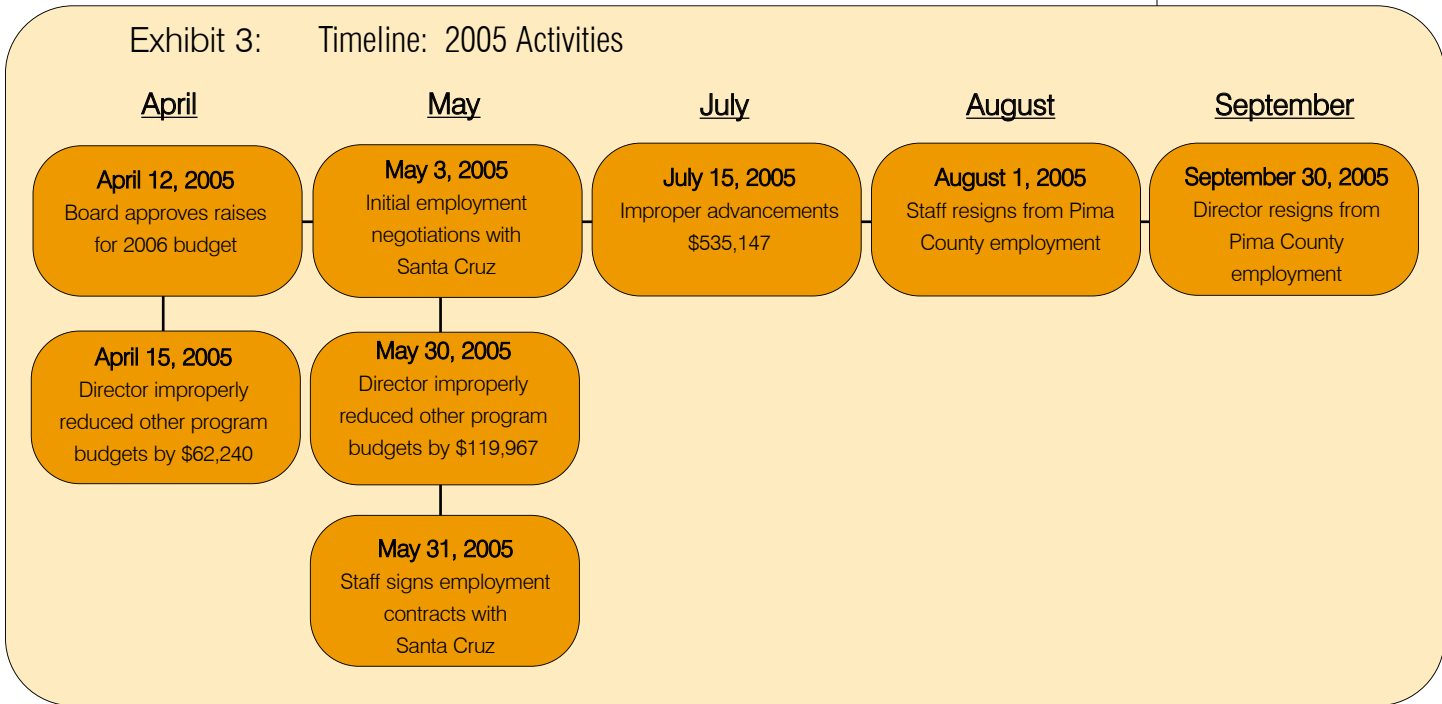 Exhibit 3: Timeline: 2005 Activities
April
May
July
August
September
April 12, 2005
Board approves raises
for 2006 budget
April 15, 2005
Director improperly
reduced other program
budgets by $62,240
May 3, 2005
Initial employment
negotiations with
Santa Cruz
May 30, 2005
Director improperly
reduced other program
budgets by $119,967
May 31, 2005
Staff signs employment
contracts with
Santa Cruz
July 15, 2005
Improper advancements
$535,147
August 1, 2005
Staff resigns from Pima
County employment
September 30, 2005
Director resigns from
Pima County
employment